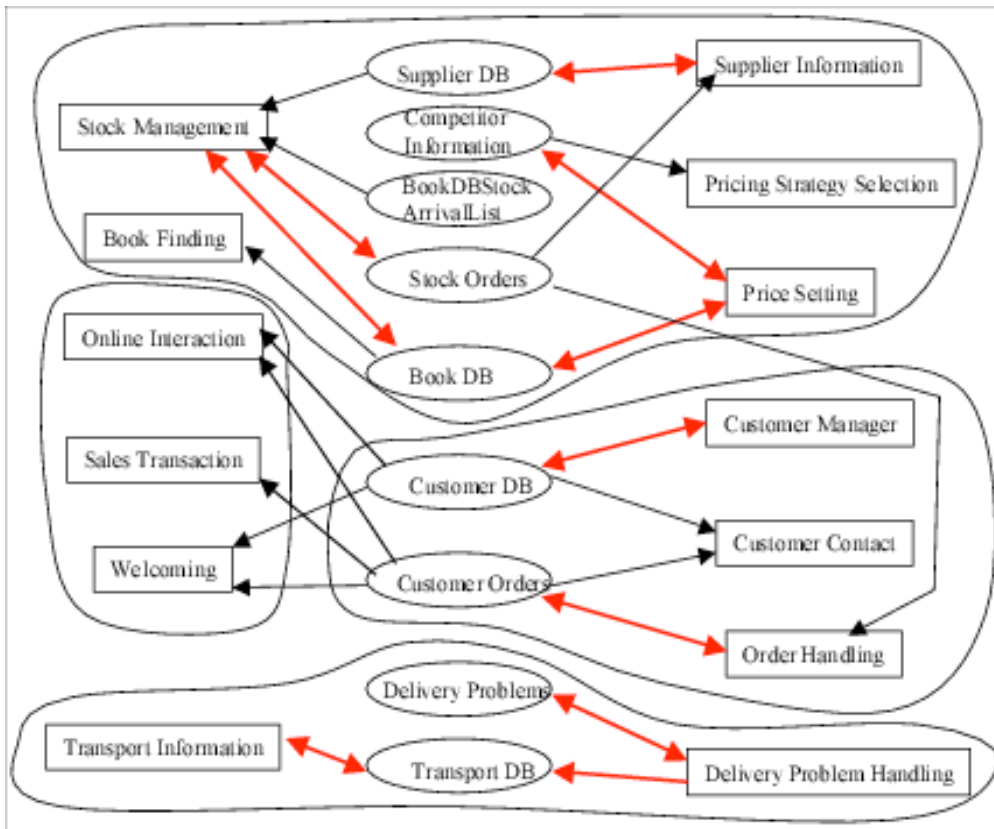 Supplier DB
Supplier Information
Stock Management
Competitor
Information
Pricing Strategy Selection
BookDBStock
ArrivalList
Book Finding
Stock Orders
Price Setting
Online Interaction
Book DB
Customer Manager
Sales Transaction
Customer DB
Customer Contact
Welcoming
Customer Orders
Order Handling
Delivery Problems
Transport Information
Transport DB
Delivery Problem Handling